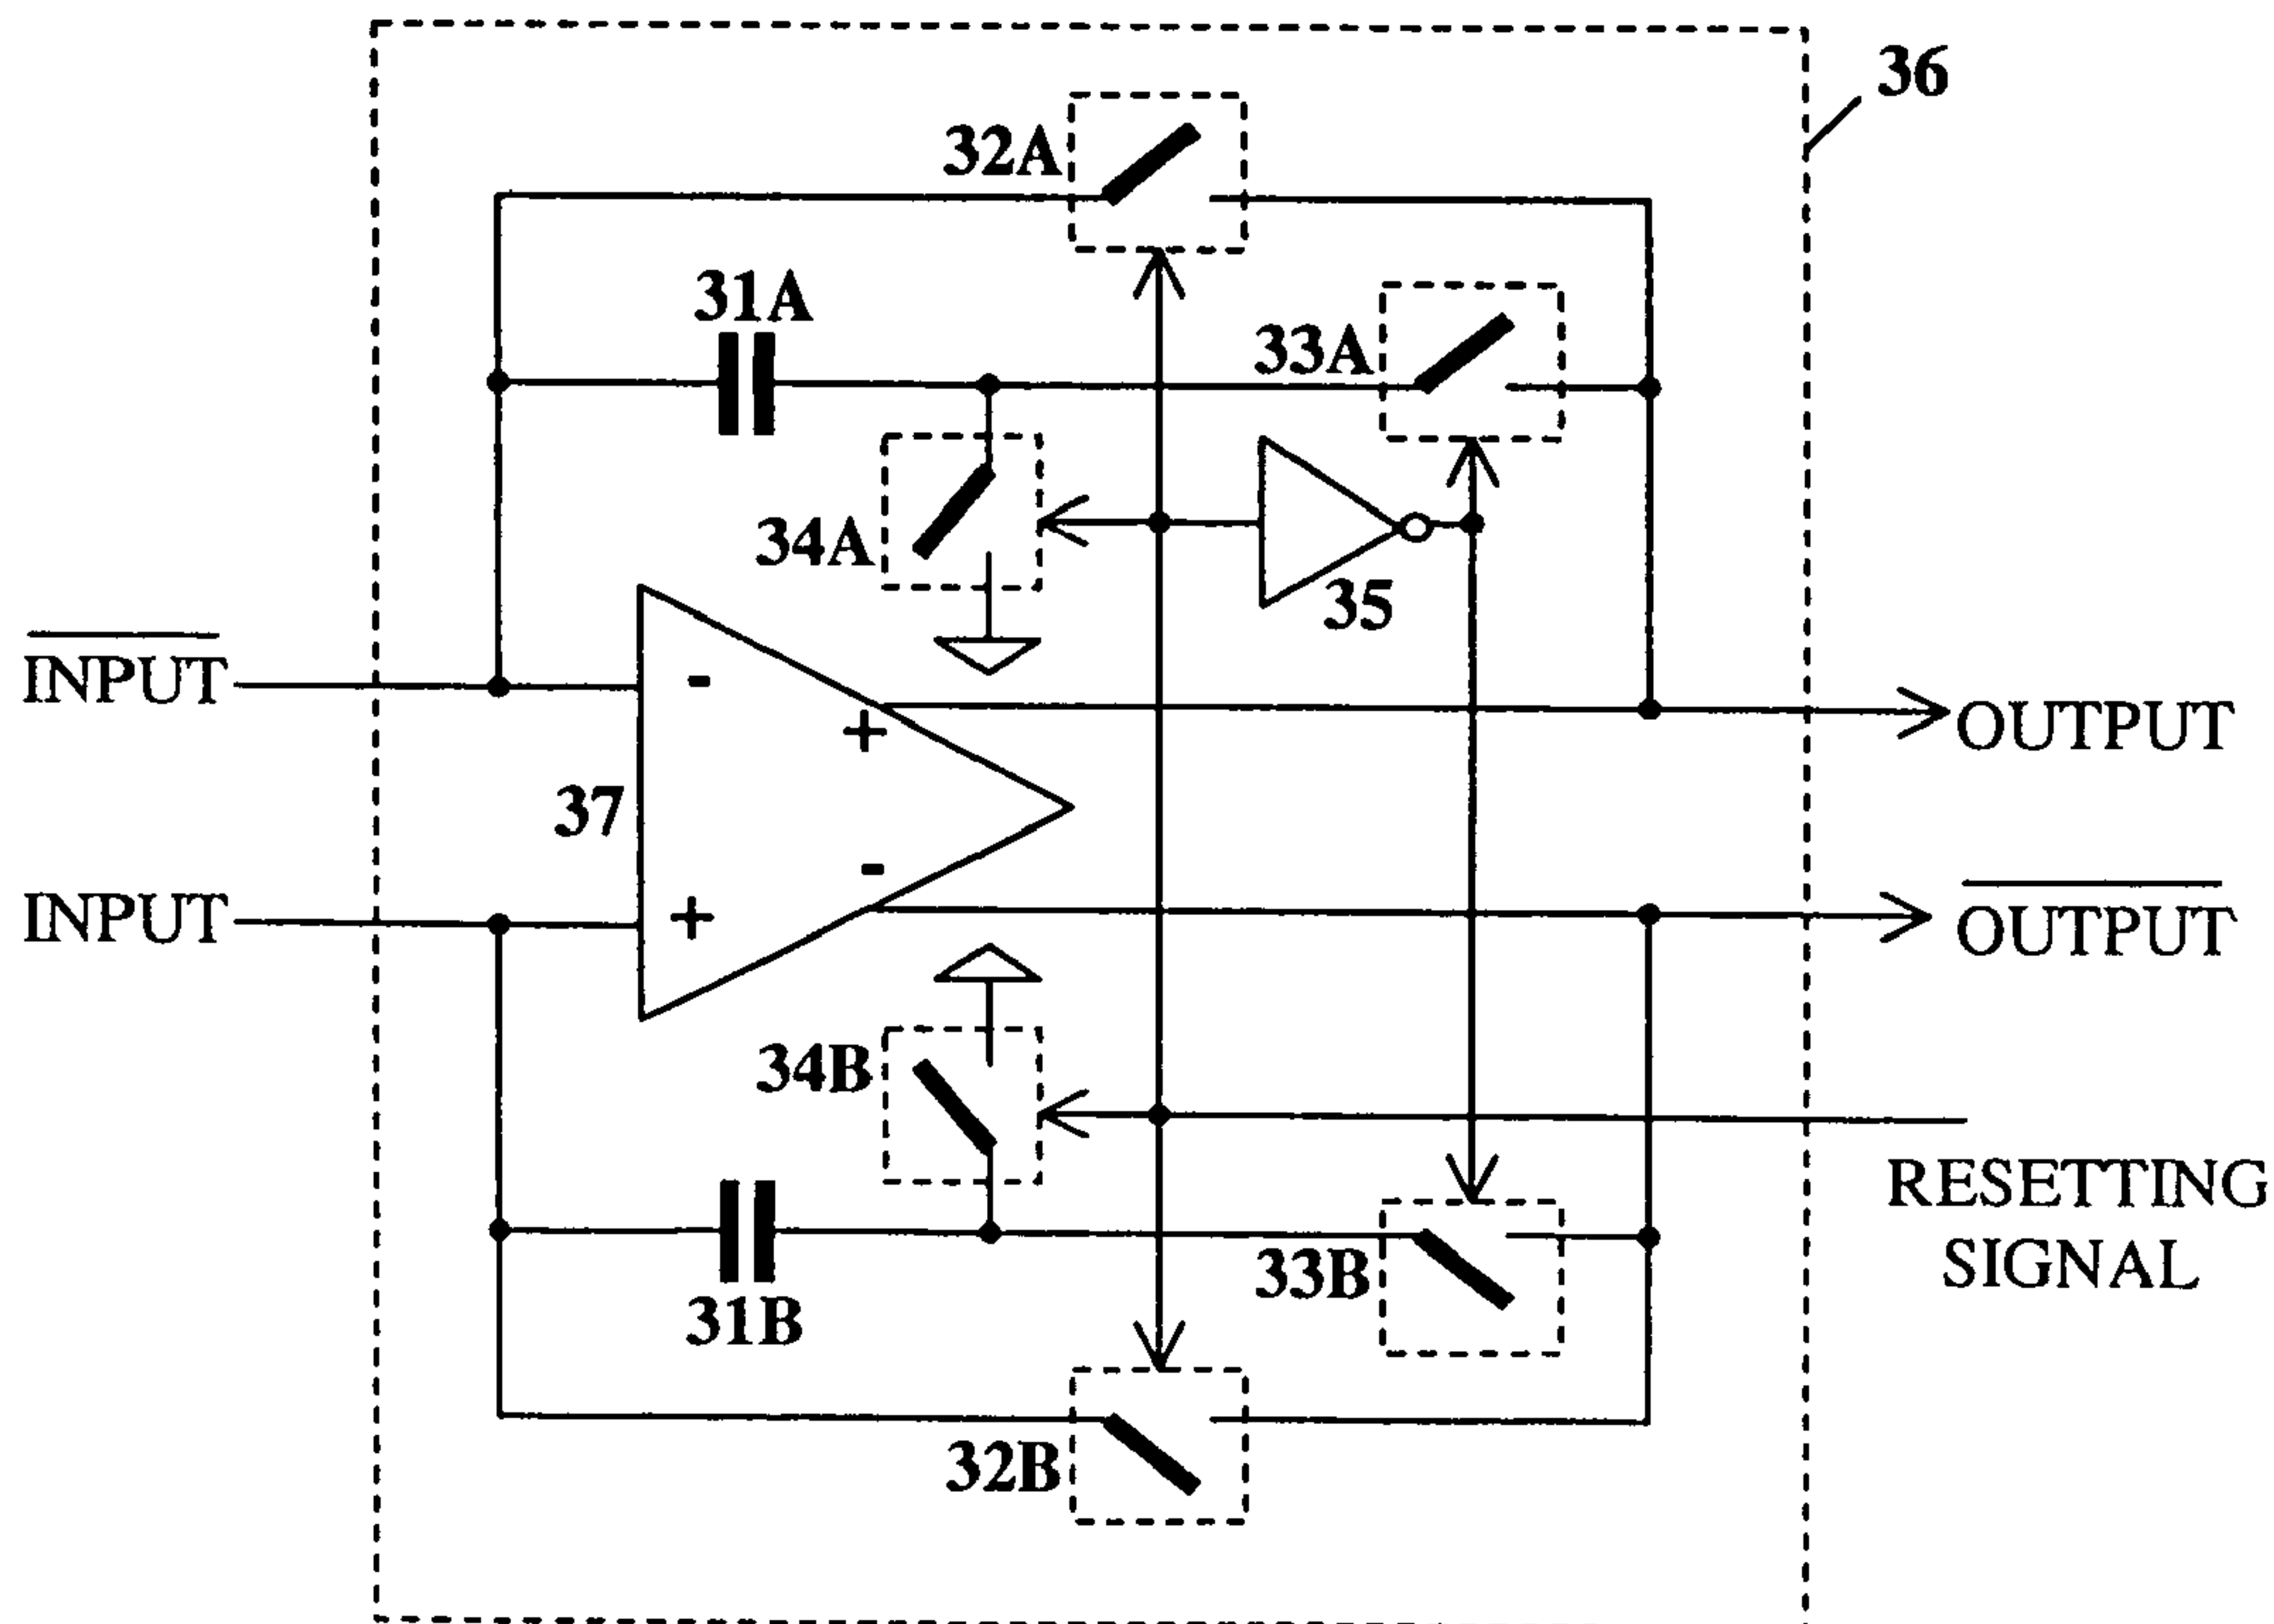 36
32A
31A
33A
34A
35
INPUT
-
+
OUTPUT
37
-
INPUT
+
OUTPUT
34B
RESETTING
SIGNAL
33B
31B
32B